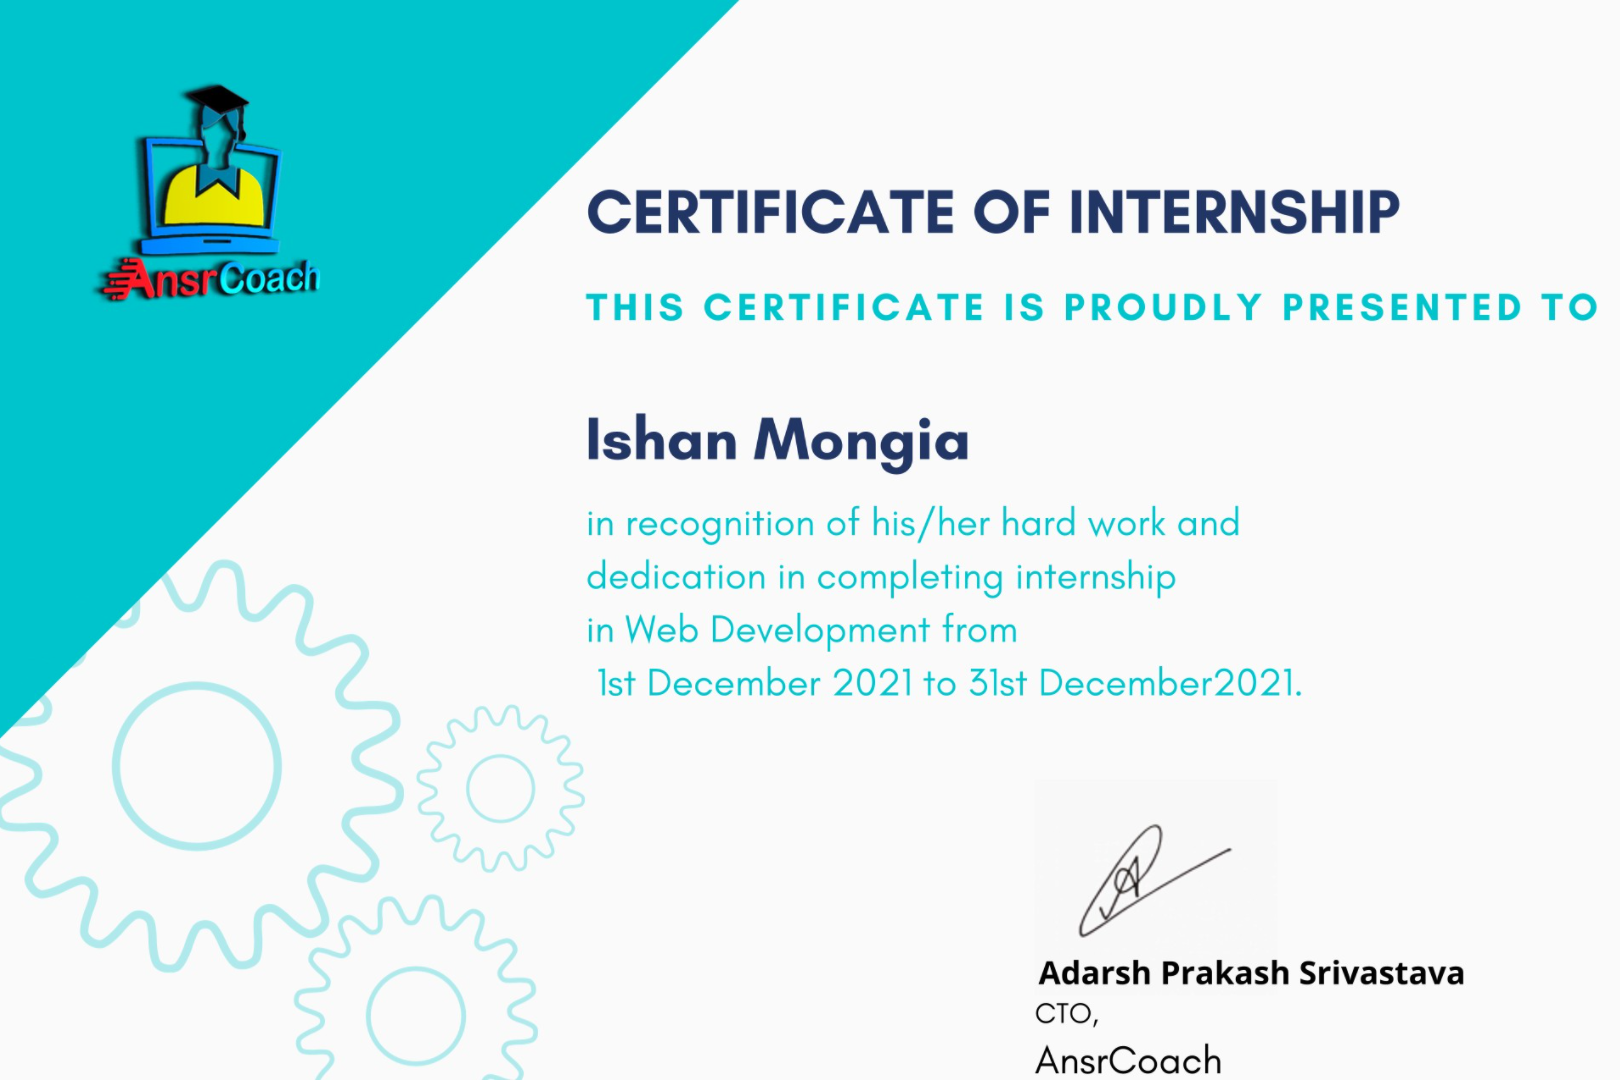 AnsrCoach
CERTIFICATE OF INTERNSHIP
THIS CERTIFICATE IS PROUDLY PRESENTED TO
Ishan Mongia
in recognition of his/her hard work and
dedication in completing internship
in Web Development from
1st December 2021 to 31st December2021.
Adarsh Prakash Srivastava
CTO,
AnsrCoach